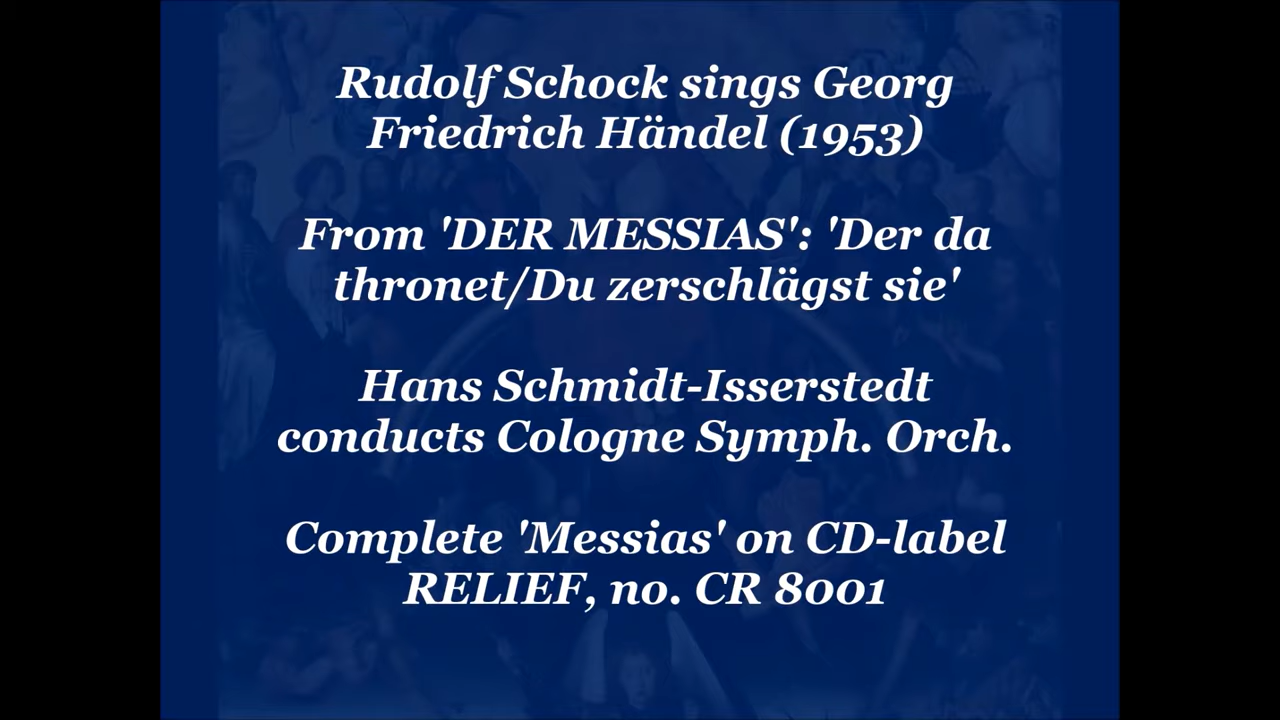 Rudolf Schock sings Georg
Friedrich Händel (1953)
From 'DER MESSIAS': 'Der da
thronet/Du zerschlägst sie'
Hans Schmidt-Isserstedt
conducts Cologne Symph. Orch.
Complete 'Messias' on CD-label
RELIEF, no. CR 8001